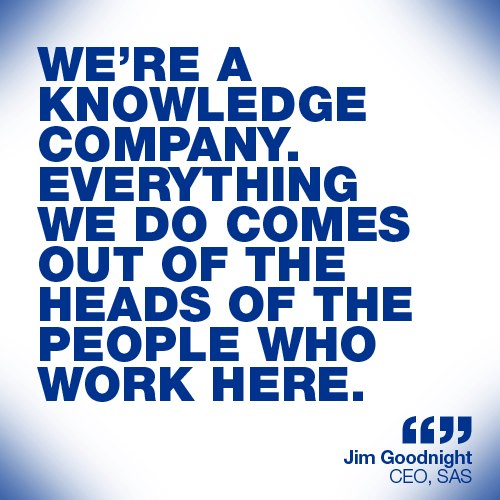 WE’RE A
KNOWLEDGE
COMPANY.
EVERYTHING
WE DO COMES
OUT OF THE
HEADS OF THE
PEOPLE WHO
WORK HERE.
“”
Jim Goodnight
CEO, SAS